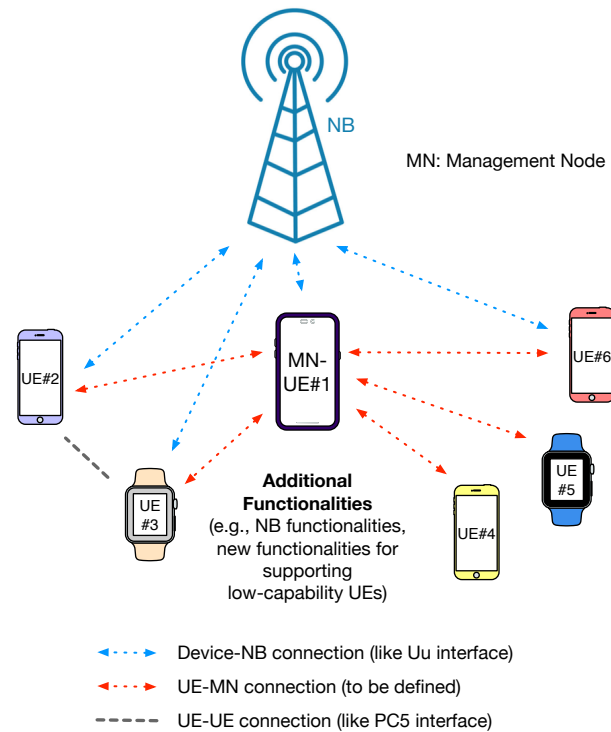 NB
MN: Management Node
UE#2
MN-
UE#1
UE#6
UE
#3
UE#4
UE
#5
Additional
Functionalities
(e.g., NB functionalities,
new functionalities for
supporting
low-capability UEs)
Device-NB connection (like Uu interface)
UE-MN connection (to be defined)
UE-UE connection (like PC5 interface)